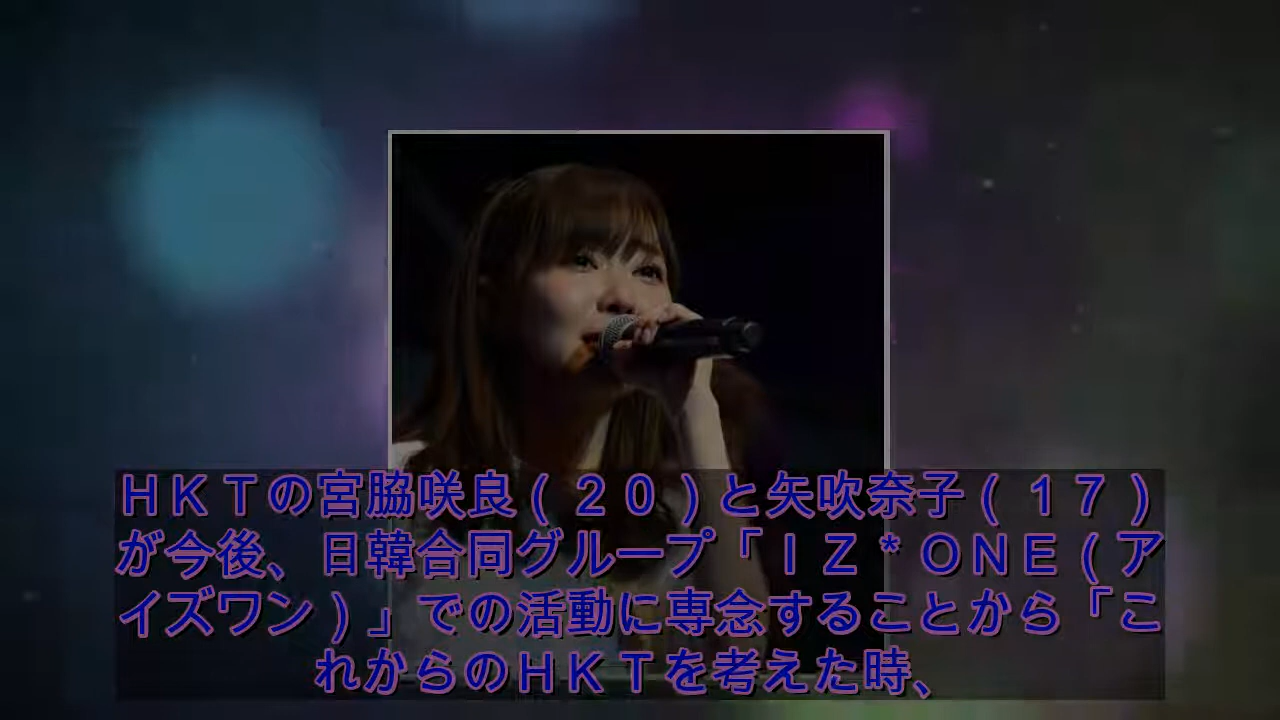 ＨＫＴの宮脇咲良（２０）と矢吹奈子（１７）
が今後、日韓合同グループ「ＩＺ＊ＯＮＥ（ア
イズワン）」での活動に専念することから「こ
れからのＨＫＴを考えた時、